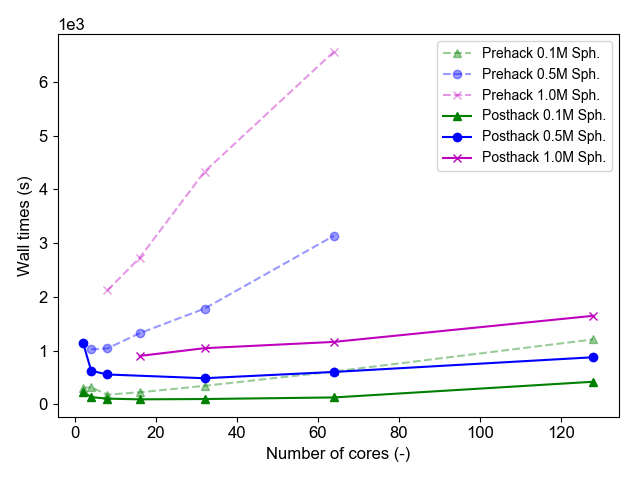 1e3
Prehack 0.1M Sph.
Prehack 0.5M Sph.
Prehack 1.0M Sph.
Posthack 0.1M Sph.
Posthack 0.5M Sph.
Posthack 1.0M Sph.
Wall times (s)
6
5
4
3
2
1
0
0 20 40 60 80 100 120
Number of cores (-)